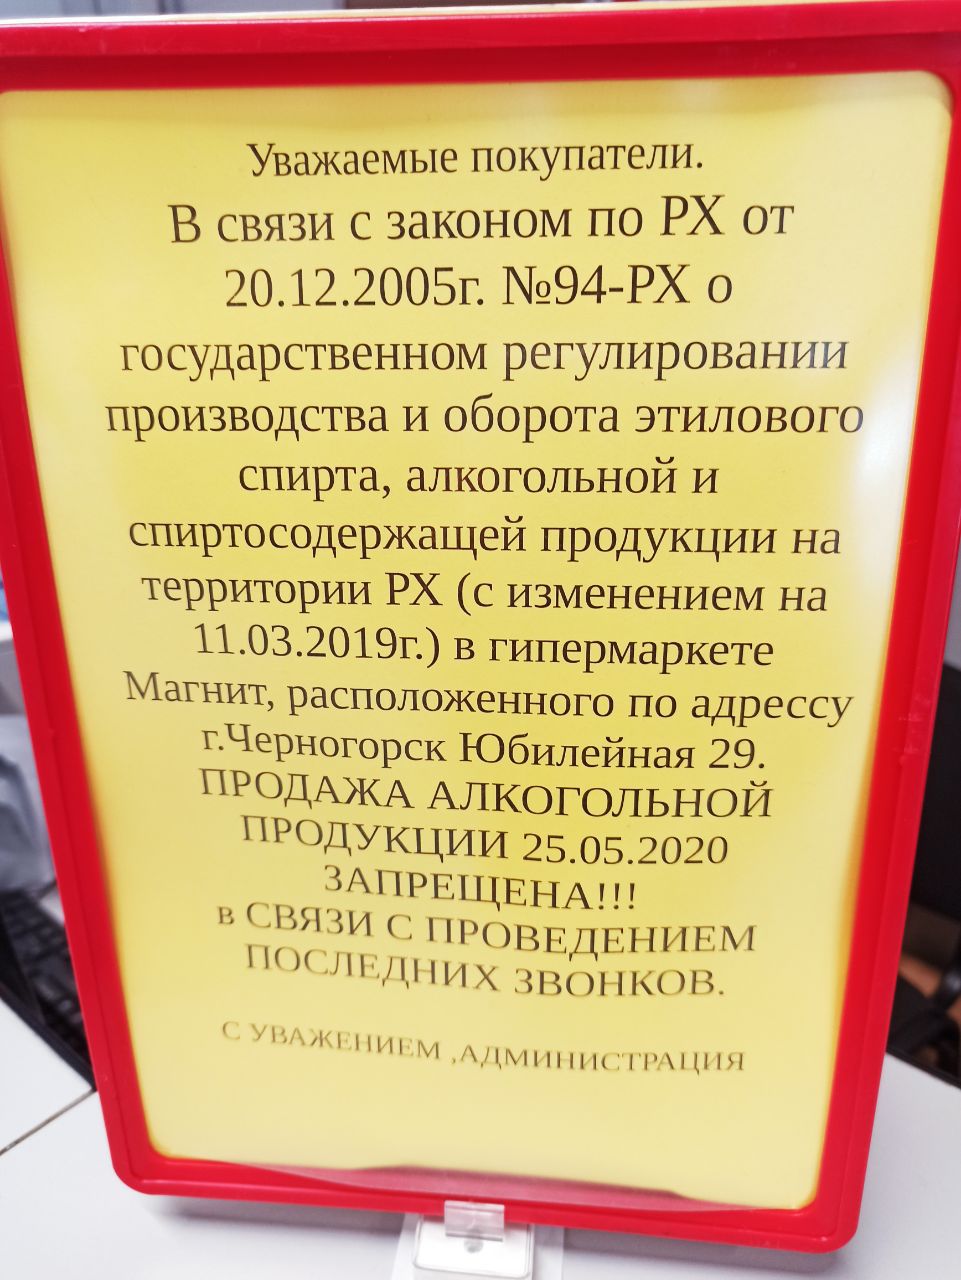 Уважаемые покупатели.
В связи с законом по РХ от
20.12.2005г. №94-РХ о
государственном регулировании
производства и оборота этилового
спирта, алкогольной и
спиртосодержащей продукции на
территории РХ (с изменением на
11.03.2019г.) в гипермаркете
Магнит, расположенного по адрессу
г.Черногорск Юбилейная 29.
ПРОДАЖА АЛКОГОЛЬНОЙ
ПРОДУКЦИИ 25.05.2020
ЗАПРЕЩЕНА!!!
в СВЯЗИ С ПРОВЕДЕНИЕМ
ПОСЛЕДНИХ ЗВОНКОВ.
С УВАЖЕНИЕМ ,АДМИНИСТРАЦИЯ